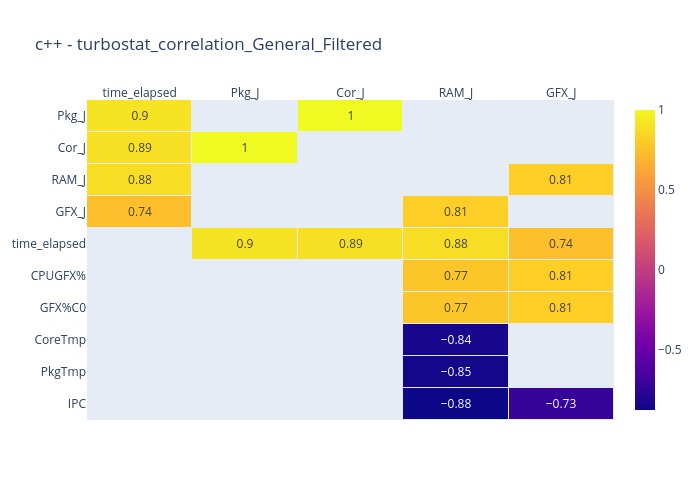 c++ - turbostat_correlation_General_Filtered
time_elapsed Pkg_J Cor_J RAM_J GFX_J
Pkg_J 0.9 1
Cor_J 0.89 1
RAM_J 0.88 0.81
GFX_J 0.74 0.81
time_elapsed 0.9 0.89 0.88 0.74
CPUGFX% 0.77 0.81
GFX%C0 0.77 0.81
CoreTmp −0.84
PkgTmp −0.85
IPC −0.88 −0.73
1
0.5
0
−0.5